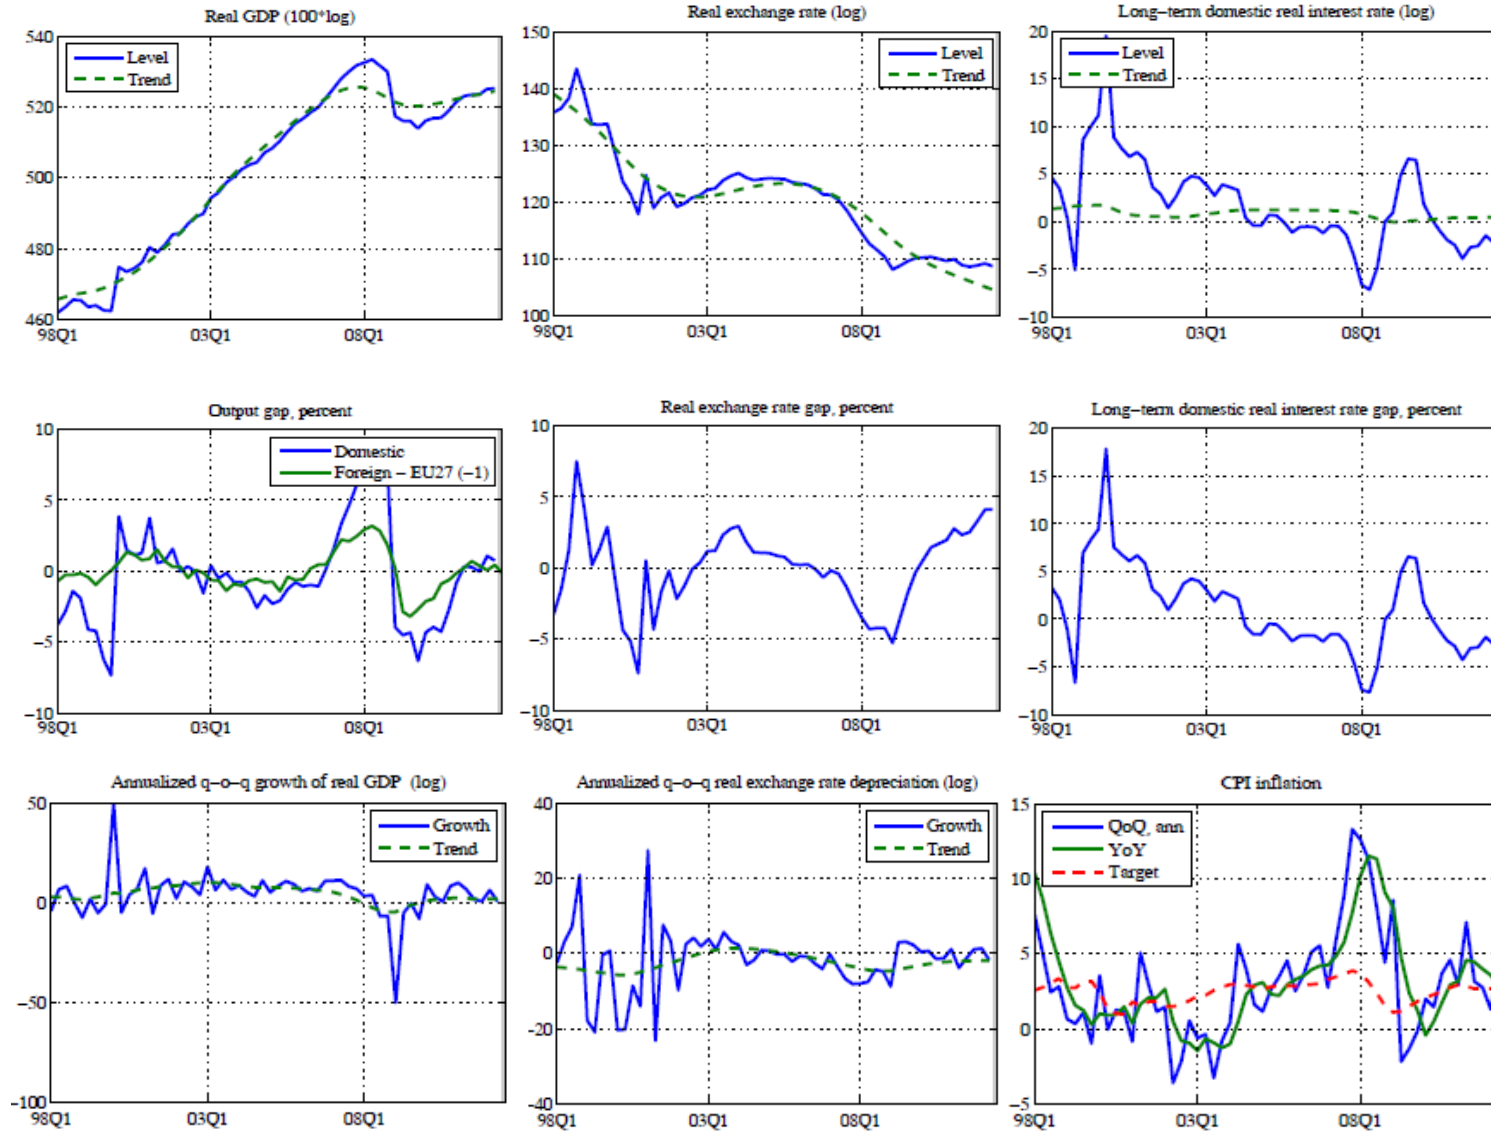 Real GDP (100*log)
540
520
500
480
460
98Q1
03Q1
08Q1
Level
Trend
Real exchange rate (log)
150
140
130
120
110
100
98Q1
03Q1
08Q1
Level
Trend
Long-term domestic real interest rate (log)
20
15
10
5
0
-5
-10
98Q1
03Q1
08Q1
Level
Trend
Output gap, percent
10
5
0
-5
-10
98Q1
03Q1
08Q1
Domestic
Foreign - EU27 (-1)
Real exchange rate gap, percent
10
5
0
-5
-10
98Q1
03Q1
08Q1
Long-term domestic real interest rate gap, percent
20
15
10
5
0
-5
-10
98Q1
03Q1
08Q1
Annualized q-o-q growth of real GDP (log)
50
0
-50
-100
98Q1
03Q1
08Q1
Growth
Trend
Annualized q-o-q real exchange rate depreciation (log)
40
20
0
-20
-40
98Q1
03Q1
08Q1
Growth
Trend
CPI inflation
15
10
5
0
-5
98Q1
03Q1
08Q1
QoQ, ann
YoY
Target